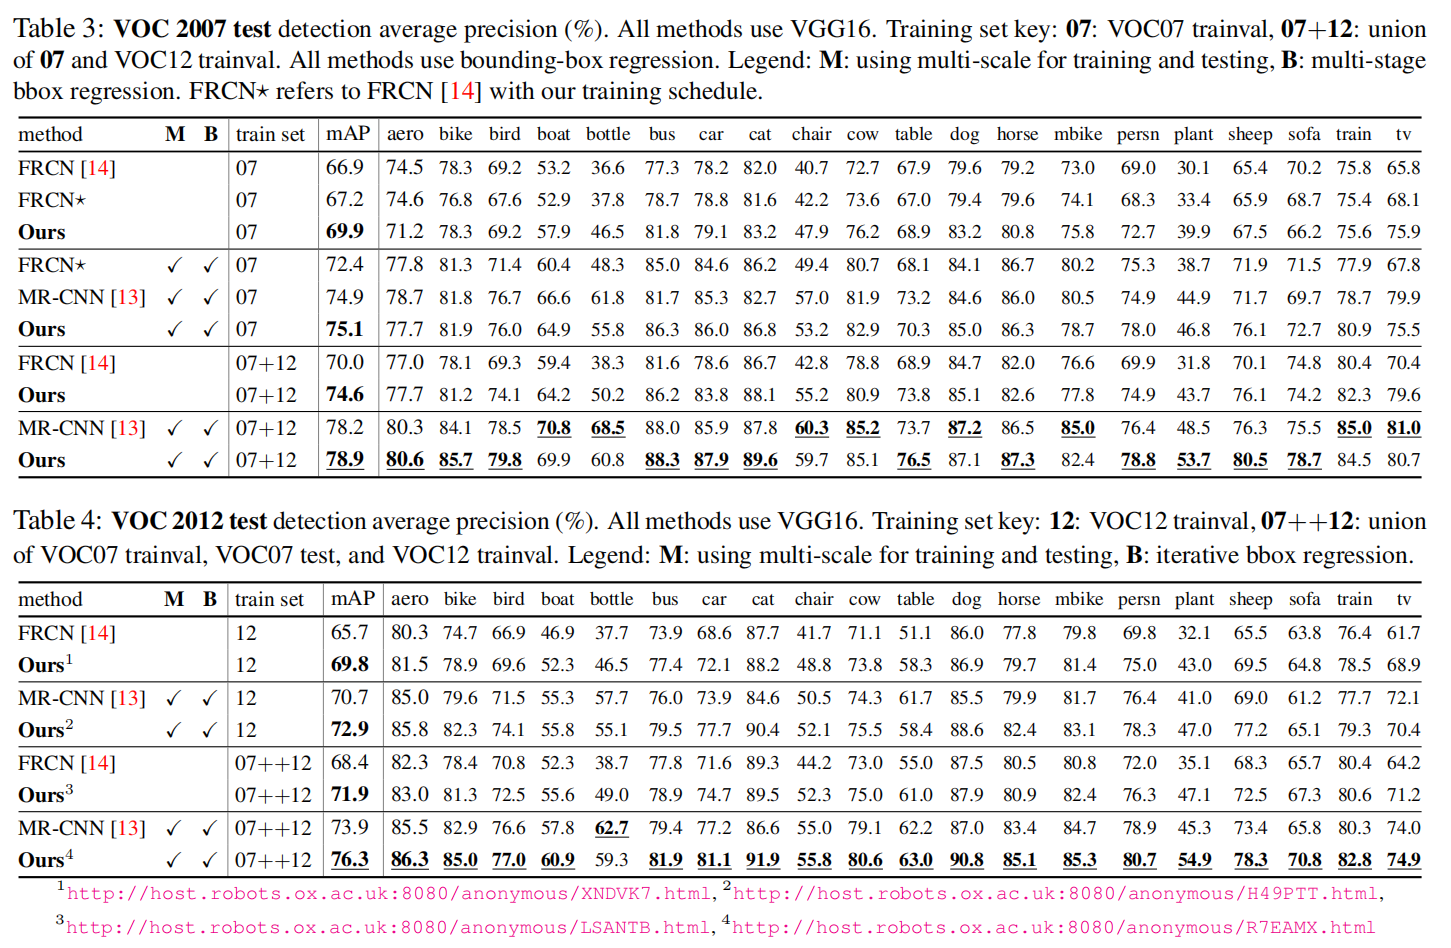 Table 3: VOC 2007 test detection average precision (%). All methods use VGG16. Training set key: 07: VOC07 trainval, 07+12: union
of 07 and VOC12 trainval. All methods use bounding-box regression. Legend: M: using multi-scale for training and testing, B: multi-stage
bbox regression. FRCN⋆ refers to FRCN [14] with our training schedule.
method M B train set mAP aero bike bird boat bottle bus car cat chair cow table dog horse mbike persn plant sheep sofa train tv
FRCN [14] 07 66.9 74.5 78.3 69.2 53.2 36.6 77.3 78.2 82.0 40.7 72.7 67.9 79.6 79.2 73.0 69.0 30.1 65.4 70.2 75.8 65.8
FRCN⋆ 07 67.2 74.6 76.8 67.6 52.9 37.8 78.7 78.8 81.6 42.2 73.6 67.0 79.4 79.6 74.1 68.3 33.4 65.9 68.7 75.4 68.1
Ours 07 69.9 71.2 78.3 69.2 57.9 46.5 81.8 79.1 83.2 47.9 76.2 68.9 83.2 80.8 75.8 72.7 39.9 67.5 66.2 75.6 75.9
FRCN⋆ ✓ ✓ 07 72.4 77.8 81.3 71.4 60.4 48.3 85.0 84.6 86.2 49.4 80.7 68.1 84.1 86.7 80.2 75.3 38.7 71.9 71.5 77.9 67.8
MR-CNN [13] ✓ ✓ 07 74.9 78.7 81.8 76.7 66.6 61.8 81.7 85.3 82.7 57.0 81.9 73.2 84.6 86.0 80.5 74.9 44.9 71.7 69.7 78.7 79.9
Ours ✓ ✓ 07 75.1 77.7 81.9 76.0 64.9 55.8 86.3 86.0 86.8 53.2 82.9 70.3 85.0 86.3 78.7 78.0 46.8 76.1 72.7 80.9 75.5
FRCN [14] 07+12 70.0 77.0 78.1 69.3 59.4 38.3 81.6 78.6 86.7 42.8 78.8 68.9 84.7 82.0 76.6 69.9 31.8 70.1 74.8 80.4 70.4
Ours 07+12 74.6 77.7 81.2 74.1 64.2 50.2 86.2 83.8 88.1 55.2 80.9 73.8 85.1 82.6 77.8 74.9 43.7 76.1 74.2 82.3 79.6
MR-CNN [13] ✓ ✓ 07+12 78.2 80.3 84.1 78.5 70.8 68.5 88.0 85.9 87.8 60.3 85.2 73.7 87.2 86.5 85.0 76.4 48.5 76.3 75.5 85.0 81.0
Ours ✓ ✓ 07+12 78.9 80.6 85.7 79.8 69.9 60.8 88.3 87.9 89.6 59.7 85.1 76.5 87.1 87.3 82.4 78.8 53.7 80.5 78.7 84.5 80.7
Table 4: VOC 2012 test detection average precision (%). All methods use VGG16. Training set key: 12: VOC12 trainval, 07++12: union
of VOC07 trainval, VOC07 test, and VOC12 trainval. Legend: M: using multi-scale for training and testing, B: iterative bbox regression.
method M B train set mAP aero bike bird boat bottle bus car cat chair cow table dog horse mbike persn plant sheep sofa train tv
FRCN [14] 12 65.7 80.3 74.7 66.9 46.9 37.7 73.9 68.6 87.7 41.7 71.1 51.1 86.0 77.8 79.8 69.8 32.1 65.5 63.8 76.4 61.7
Ours¹ 12 69.8 81.5 78.9 69.6 52.3 46.5 77.4 72.1 88.2 48.8 73.8 58.3 86.9 79.7 81.4 75.0 43.0 69.5 64.8 78.5 68.9
MR-CNN [13] ✓ ✓ 12 70.7 85.0 79.6 71.5 55.3 57.7 76.0 73.9 84.6 50.5 74.3 61.7 85.5 79.9 81.7 76.4 41.0 69.0 61.2 77.7 72.1
Ours² ✓ ✓ 12 72.9 85.8 82.3 74.1 55.8 55.1 79.5 77.7 90.4 52.1 75.5 58.4 88.6 82.4 83.1 78.3 47.0 77.2 65.1 79.3 70.4
FRCN [14] 07++12 68.4 82.3 78.4 70.8 52.3 38.7 77.8 71.6 89.3 44.2 73.0 55.0 87.5 80.5 80.8 72.0 35.1 68.3 65.7 80.4 64.2
Ours³ 07++12 71.9 83.0 81.3 72.5 55.6 49.0 78.9 74.7 89.5 52.3 75.0 61.0 87.9 80.9 82.4 76.3 47.1 72.5 67.3 80.6 71.2
MR-CNN [13] ✓ ✓ 07++12 73.9 85.5 82.9 76.6 57.8 62.7 79.4 77.2 86.6 55.0 79.1 62.2 87.0 83.4 84.7 78.9 45.3 73.4 65.8 80.3 74.0
Ours⁴ ✓ ✓ 07++12 76.3 86.3 85.0 77.0 60.9 59.3 81.9 81.1 91.9 55.8 80.6 63.0 90.8 85.1 85.3 80.7 54.9 78.3 70.8 82.8 74.9
¹http://host.robots.ox.ac.uk:8080/anonymous/XNDVK7.html, ²http://host.robots.ox.ac.uk:8080/anonymous/H49PTT.html,
³http://host.robots.ox.ac.uk:8080/anonymous/LSANTB.html, ⁴http://host.robots.ox.ac.uk:8080/anonymous/R7EAMX.html